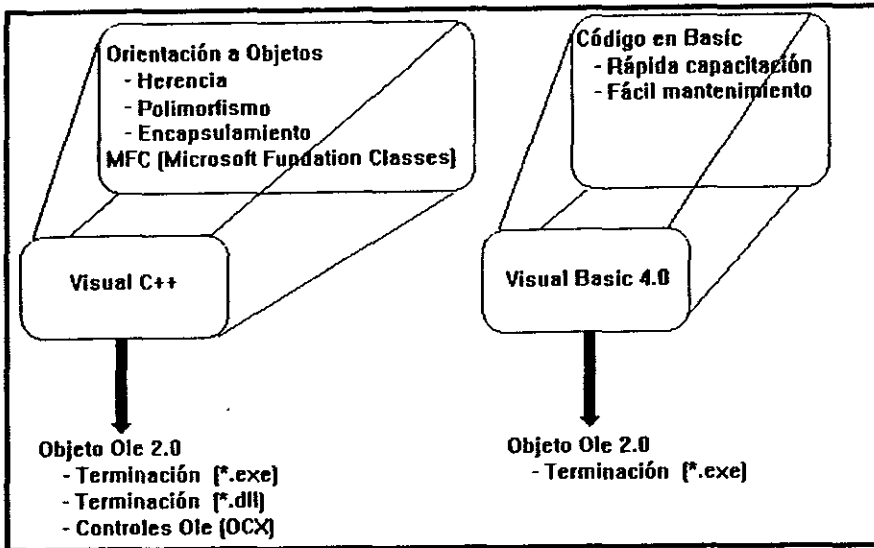 Orientación a Objetos
- Herencia
- Polimorfismo
- Encapsulamiento
MFC (Microsoft Fundation Classes)
Visual C++
Objeto Ole 2.0
- Terminación (*.exe)
- Terminación (*.dll)
- Controles Ole (OCX)
Código en Basic
- Rápida capacitación
- Fácil mantenimiento
Visual Basic 4.0
Objeto Ole 2.0
- Terminación (*.exe)